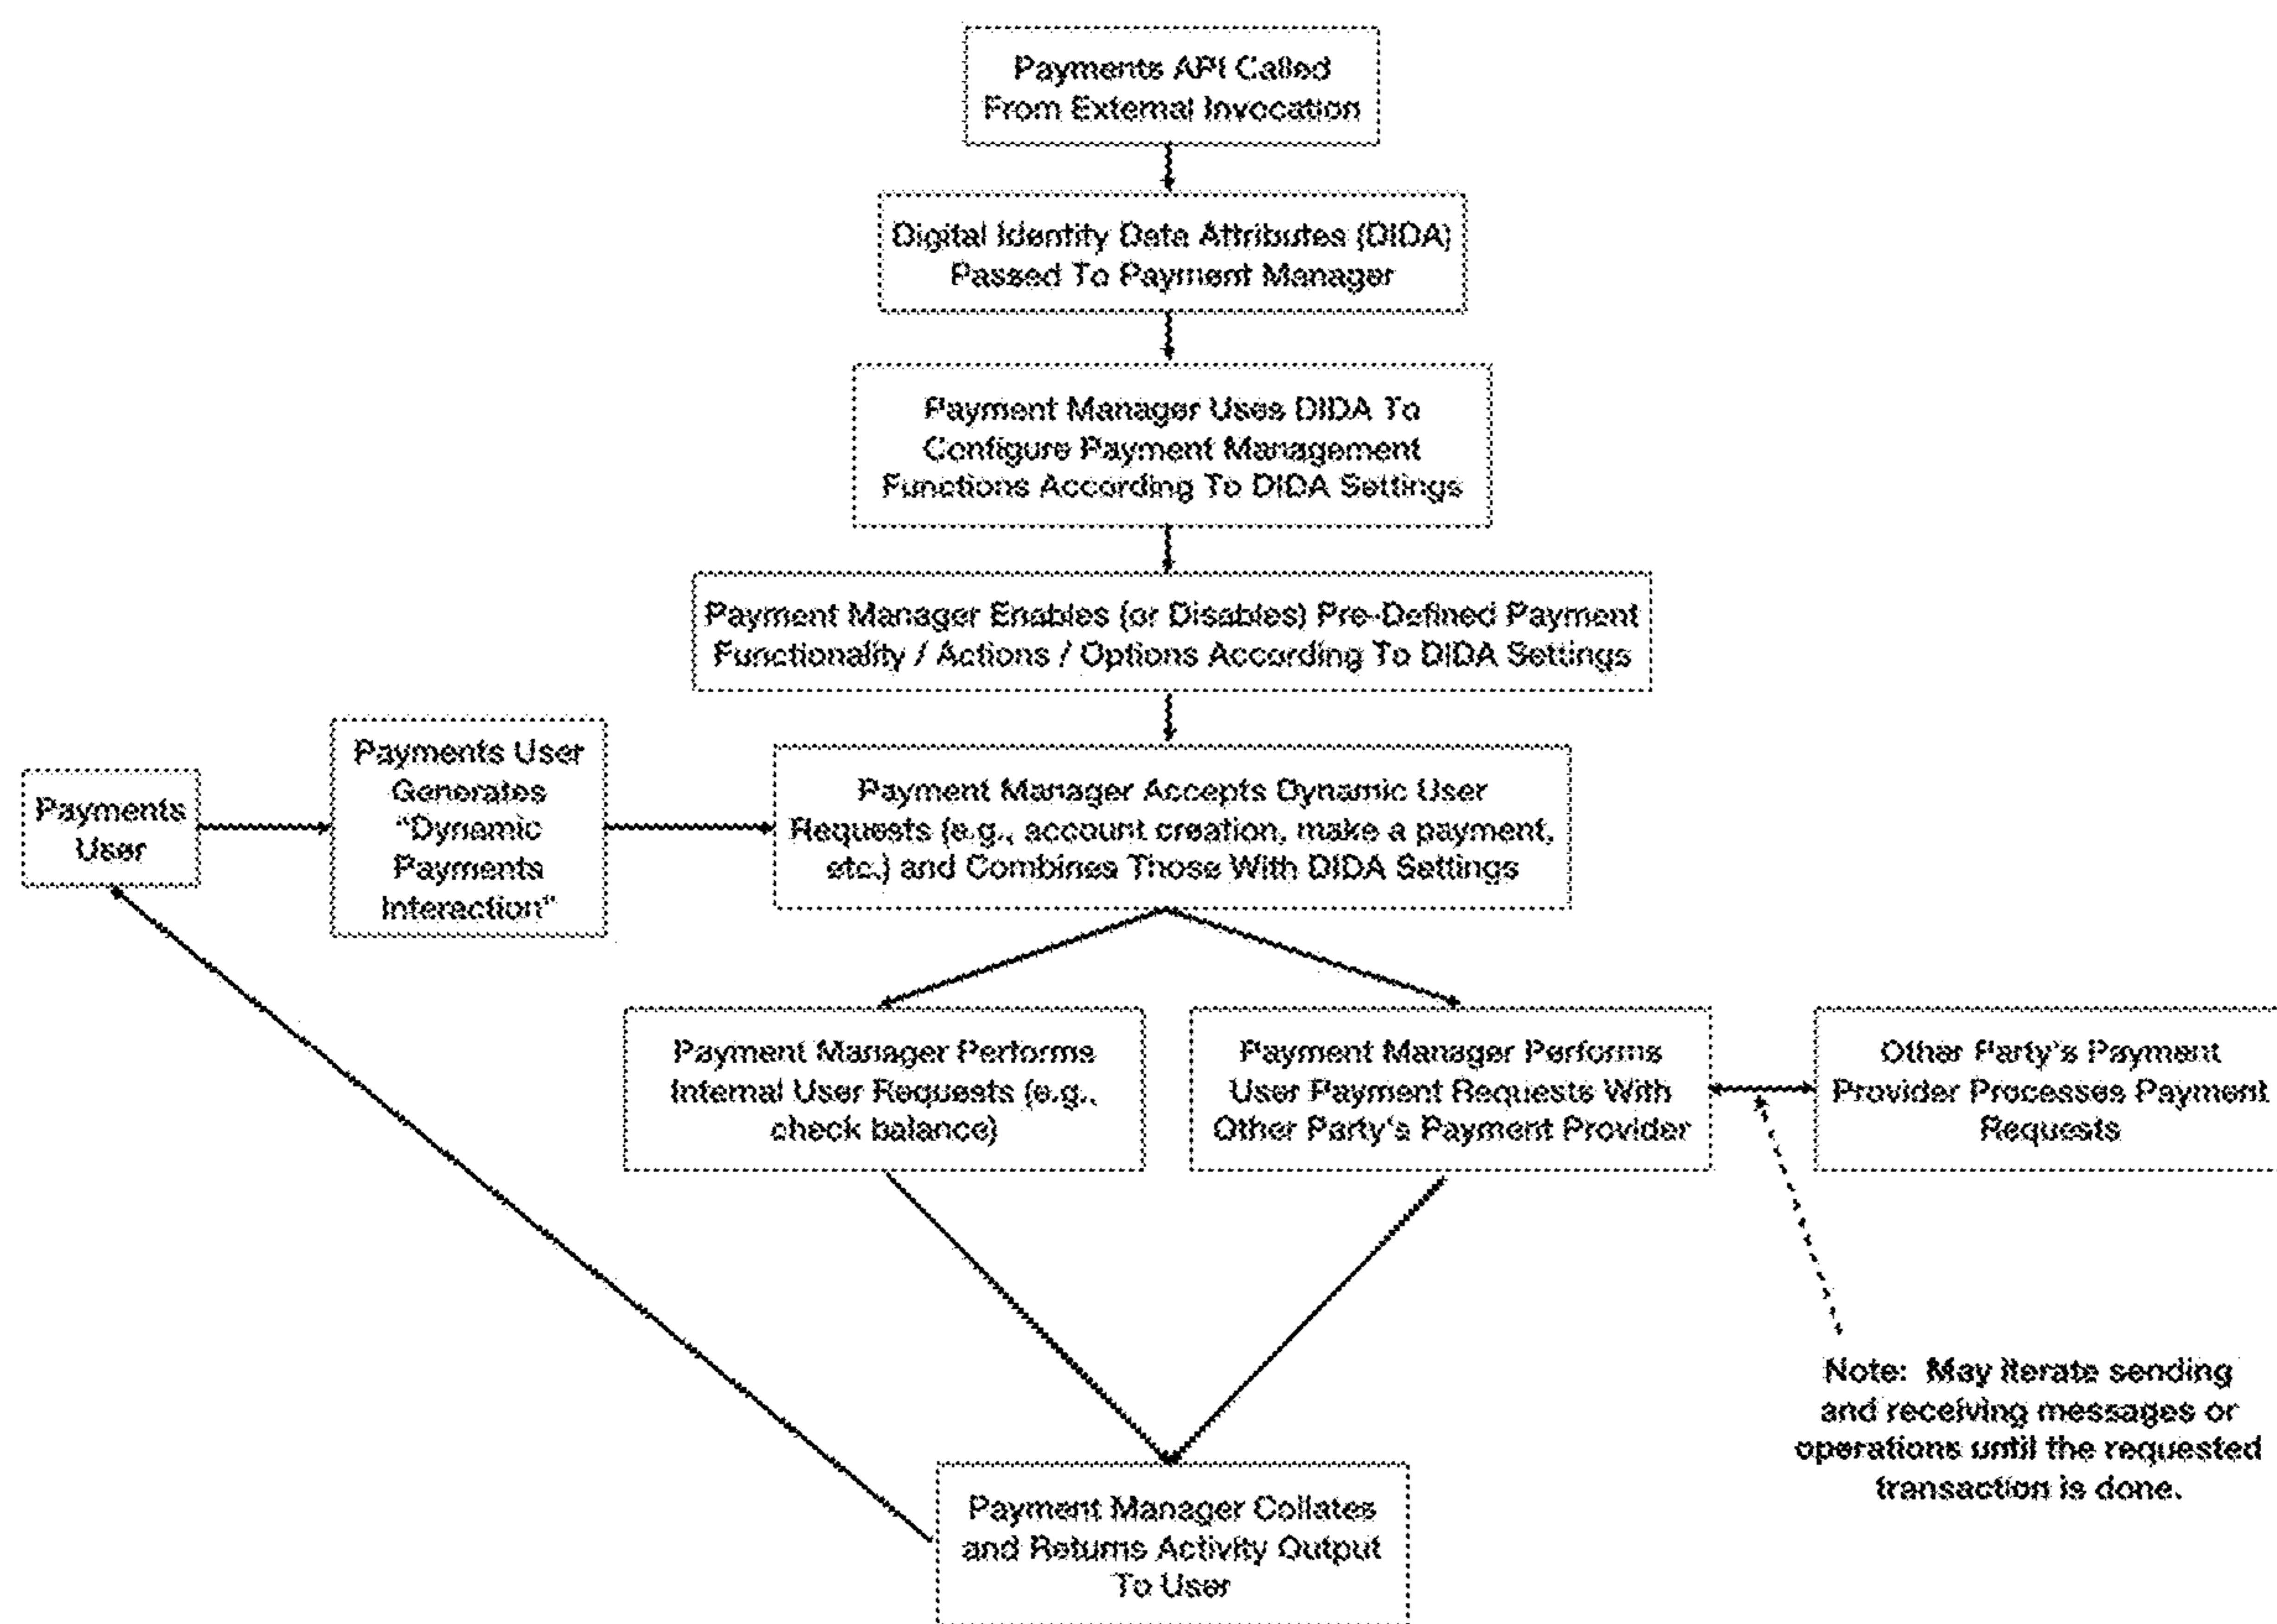 Payments API Called
From External Invocation
Digital Identity Data Attributes (DIDA)
Passed To Payment Manager
Payment Manager Uses DIDA To
Configure Payment Management
Functions According To DIDA Settings
Payment Manager Enables (or Disables) Pre-Defined Payment
Functionality / Actions / Options According To DIDA Settings
Payments
User
Payments User
Generates
"Dynamic
Payments
Interaction"
Payment Manager Accepts Dynamic User
Requests (e.g., account creation, make a payment,
etc.) and Combines Those With DIDA Settings
Payment Manager Performs
Internal User Requests (e.g.,
check balance)
Payment Manager Performs
User Payment Requests With
Other Party's Payment Provider
Other Party's Payment
Provider Processes Payment
Requests
Note: May iterate sending
and receiving messages or
operations until the requested
transaction is done.
Payment Manager Collates
and Returns Activity Output
To User